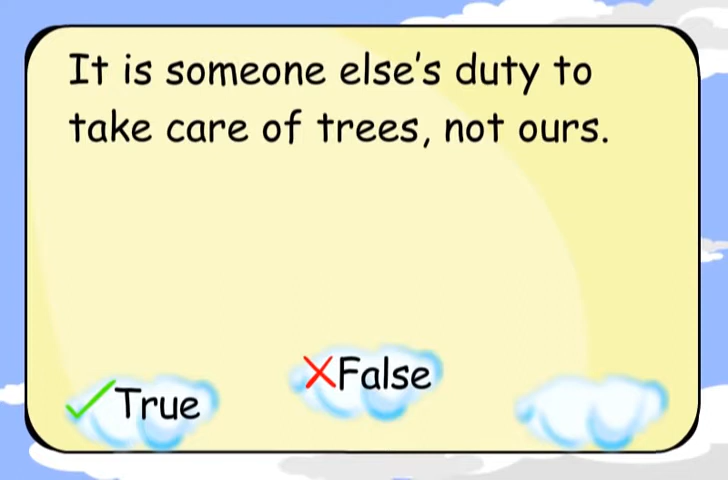 It is someone else's duty to
take care of trees, not ours.
False
True